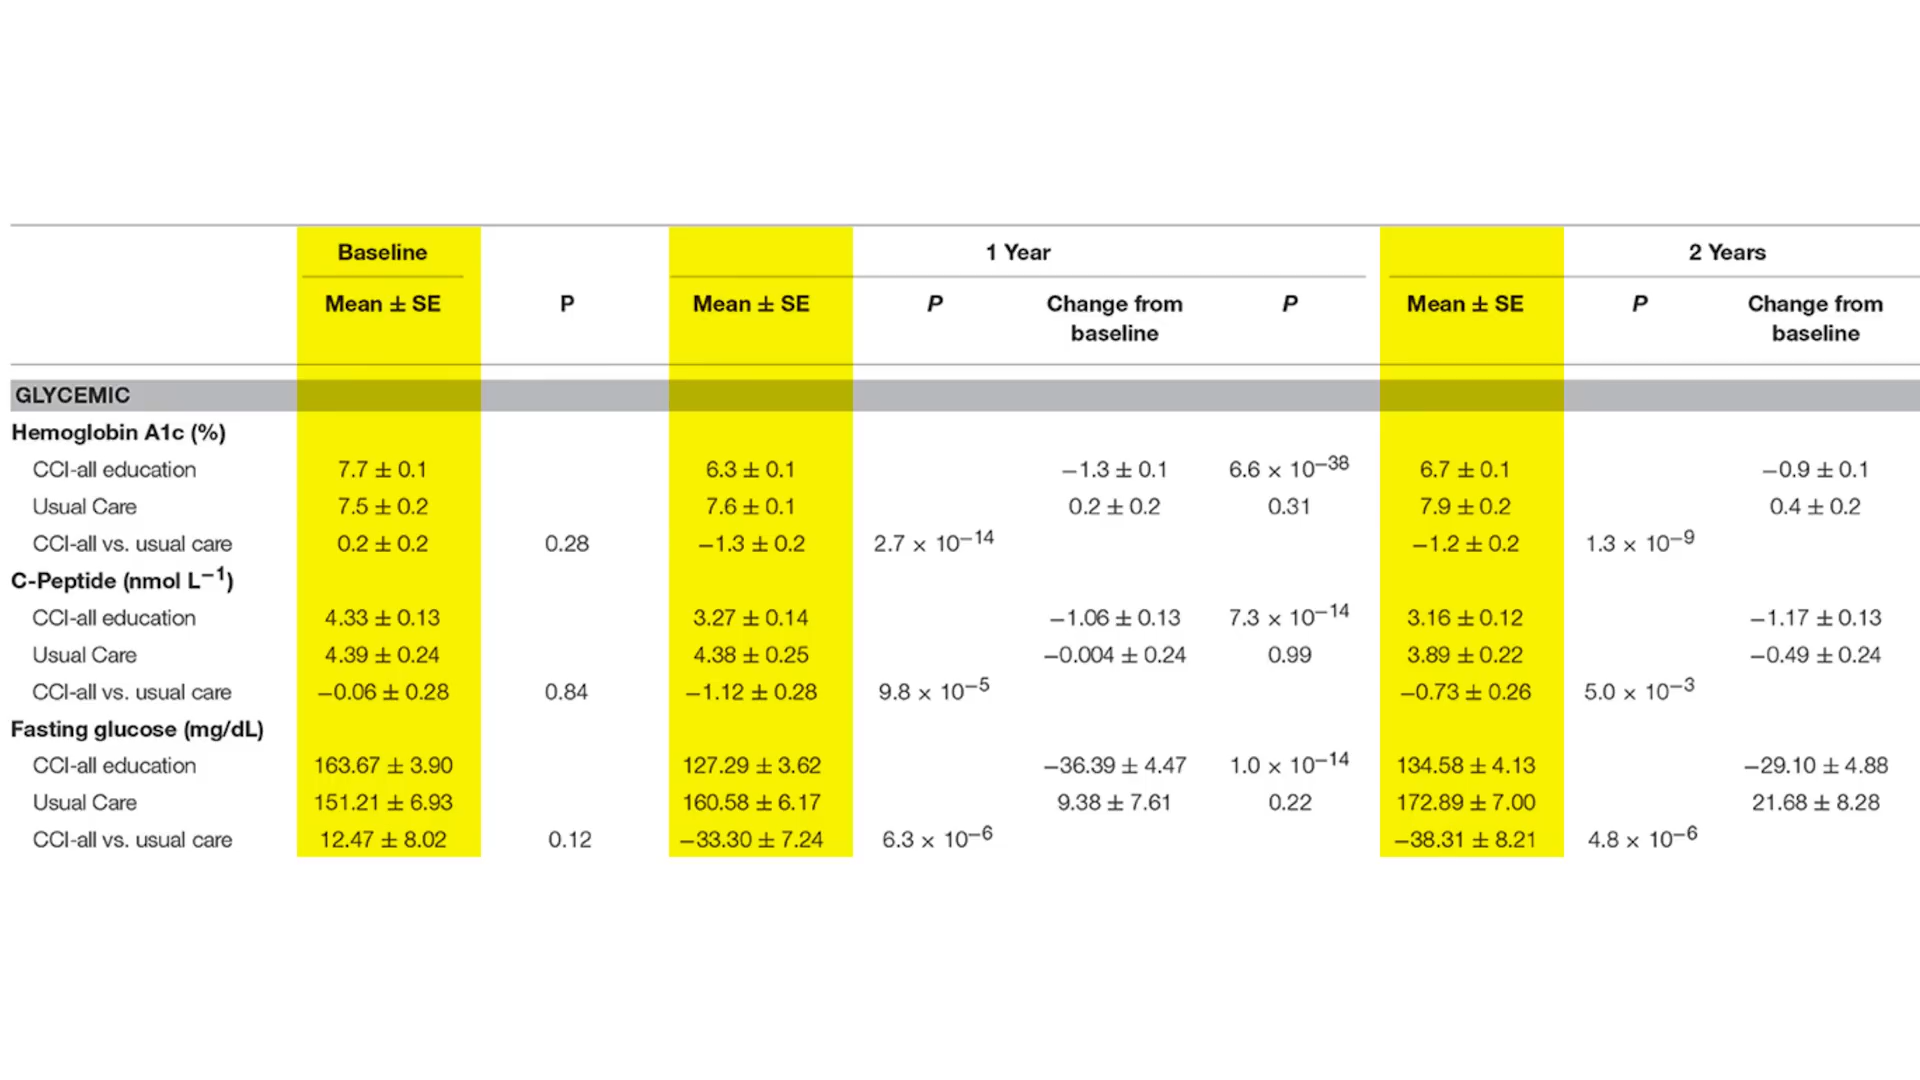 Baseline 1 Year 2 Years
Mean ± SE P Mean ± SE P Change from baseline P Mean ± SE P Change from baseline
GLYCEMIC
Hemoglobin A1c (%)
CCI-all education 7.7 ± 0.1 6.3 ± 0.1 −1.3 ± 0.1 6.6 × 10−38 6.7 ± 0.1 −0.9 ± 0.1
Usual Care 7.5 ± 0.2 7.6 ± 0.1 0.2 ± 0.2 0.31 7.9 ± 0.2 0.4 ± 0.2
CCI-all vs. usual care 0.2 ± 0.2 0.28 −1.3 ± 0.2 2.7 × 10−14 −1.2 ± 0.2 1.3 × 10−9
C-Peptide (nmol L−1)
CCI-all education 4.33 ± 0.13 3.27 ± 0.14 −1.06 ± 0.13 7.3 × 10−14 3.16 ± 0.12 −1.17 ± 0.13
Usual Care 4.39 ± 0.24 4.38 ± 0.25 −0.004 ± 0.24 0.99 3.89 ± 0.22 −0.49 ± 0.24
CCI-all vs. usual care −0.06 ± 0.28 0.84 −1.12 ± 0.28 9.8 × 10−5 −0.73 ± 0.26 5.0 × 10−3
Fasting glucose (mg/dL)
CCI-all education 163.67 ± 3.90 127.29 ± 3.62 −36.39 ± 4.47 1.0 × 10−14 134.58 ± 4.13 −29.10 ± 4.88
Usual Care 151.21 ± 6.93 160.58 ± 6.17 9.38 ± 7.61 0.22 172.89 ± 7.00 21.68 ± 8.28
CCI-all vs. usual care 12.47 ± 8.02 0.12 −33.30 ± 7.24 6.3 × 10−6 −38.31 ± 8.21 4.8 × 10−6